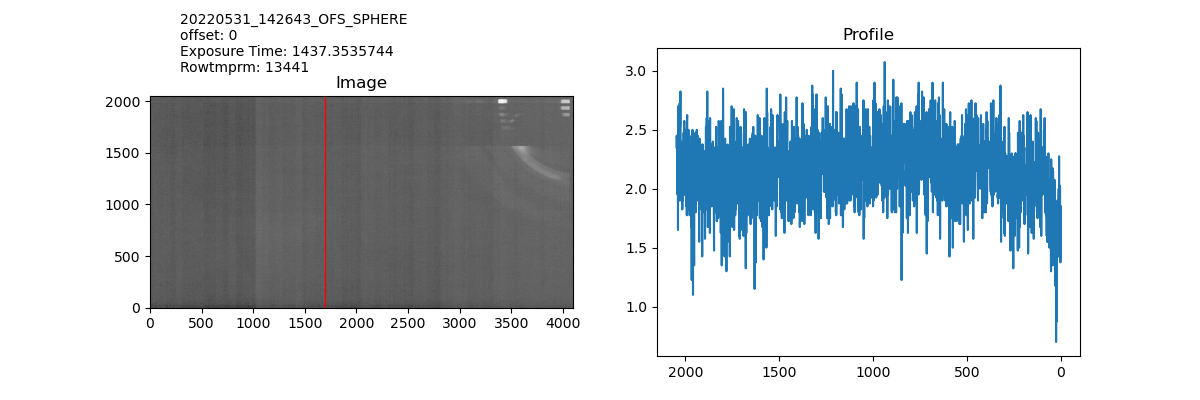 20220531_142643_OFS_SPHERE
offset: 0
Exposure Time: 1437.3535744
Rowtmprm: 13441
Image
2000
1500
1000
500
0
0 500 1000 1500 2000 2500 3000 3500 4000
Profile
3.0
2.5
2.0
1.5
1.0
2000 1500 1000 500 0